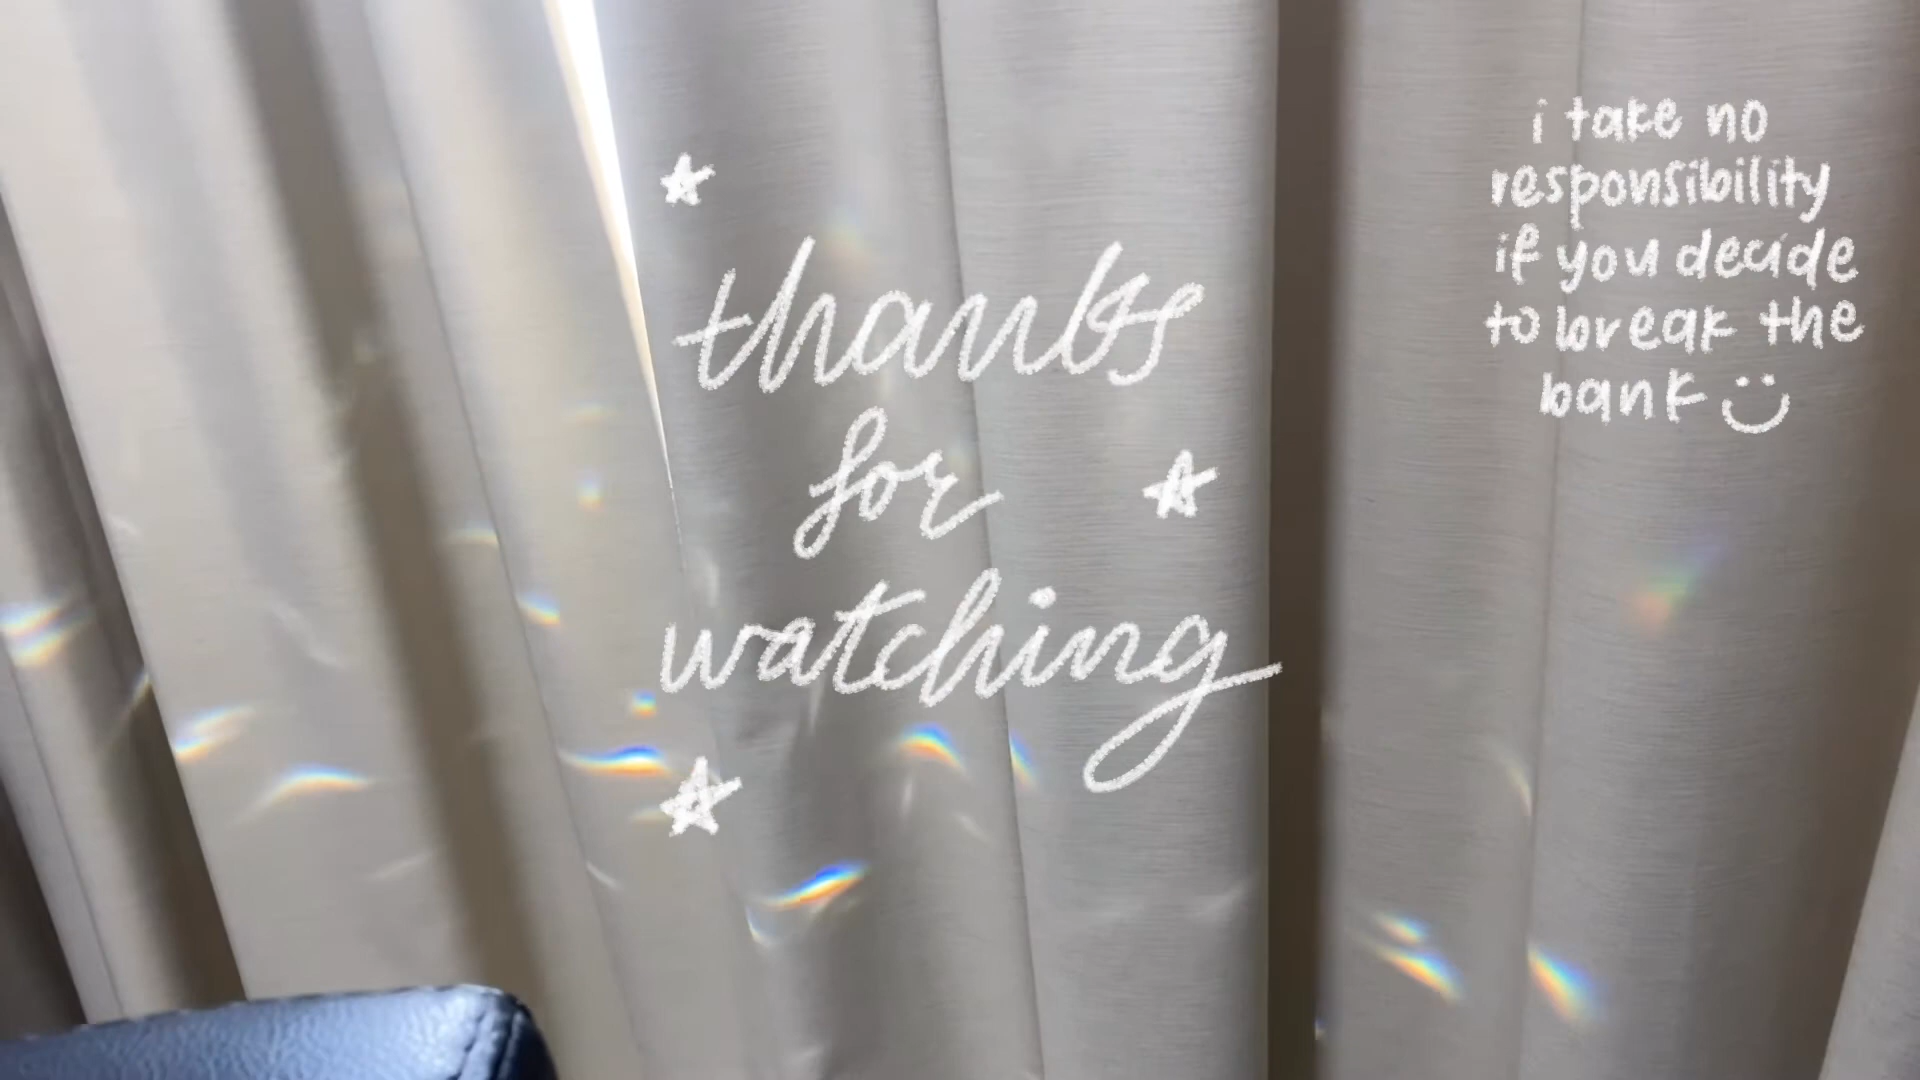 thanks
for
watching
i take no
responsibility
if you decide
to break the
bank